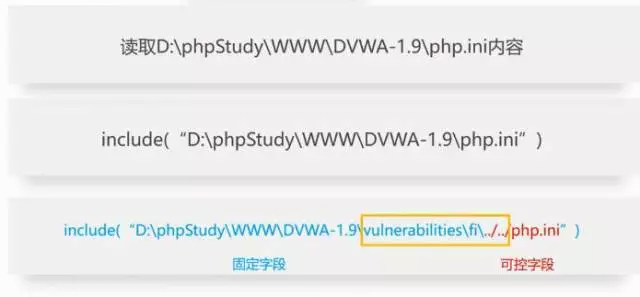 读取D:\phpStudy\WWW\DVWA-1.9\php.ini内容
include(“D:\phpStudy\WWW\DVWA-1.9\php.ini”)
include(“D:\phpStudy\WWW\DVWA-1.9\vulnerabilities\fi\../../php.ini”)
固定字段 可控字段